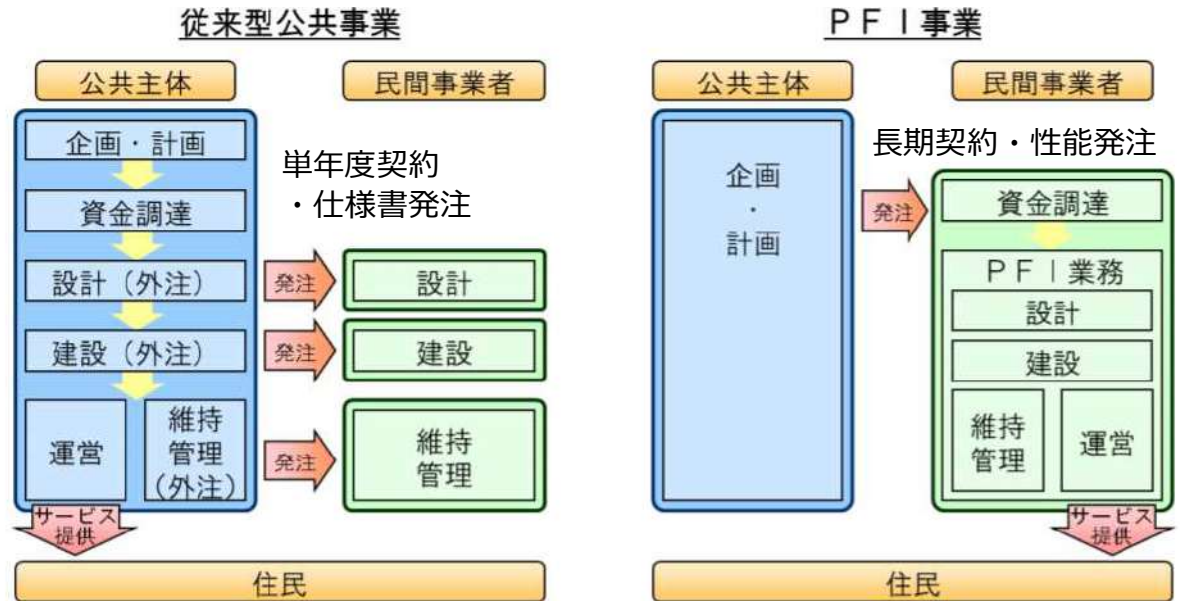 従来型公共事業
公共主体
民間事業者
企画・計画
資金調達
設計(外注)
建設(外注)
運営
維持
管理
(外注)
単年度契約
・仕様書発注
発注
発注
発注
設計
建設
維持
管理
サービス
提供
住民
PFI事業
公共主体
民間事業者
企画
・
計画
長期契約・性能発注
発注
資金調達
PFI業務
設計
建設
維持
管理
運営
サービス
提供
住民